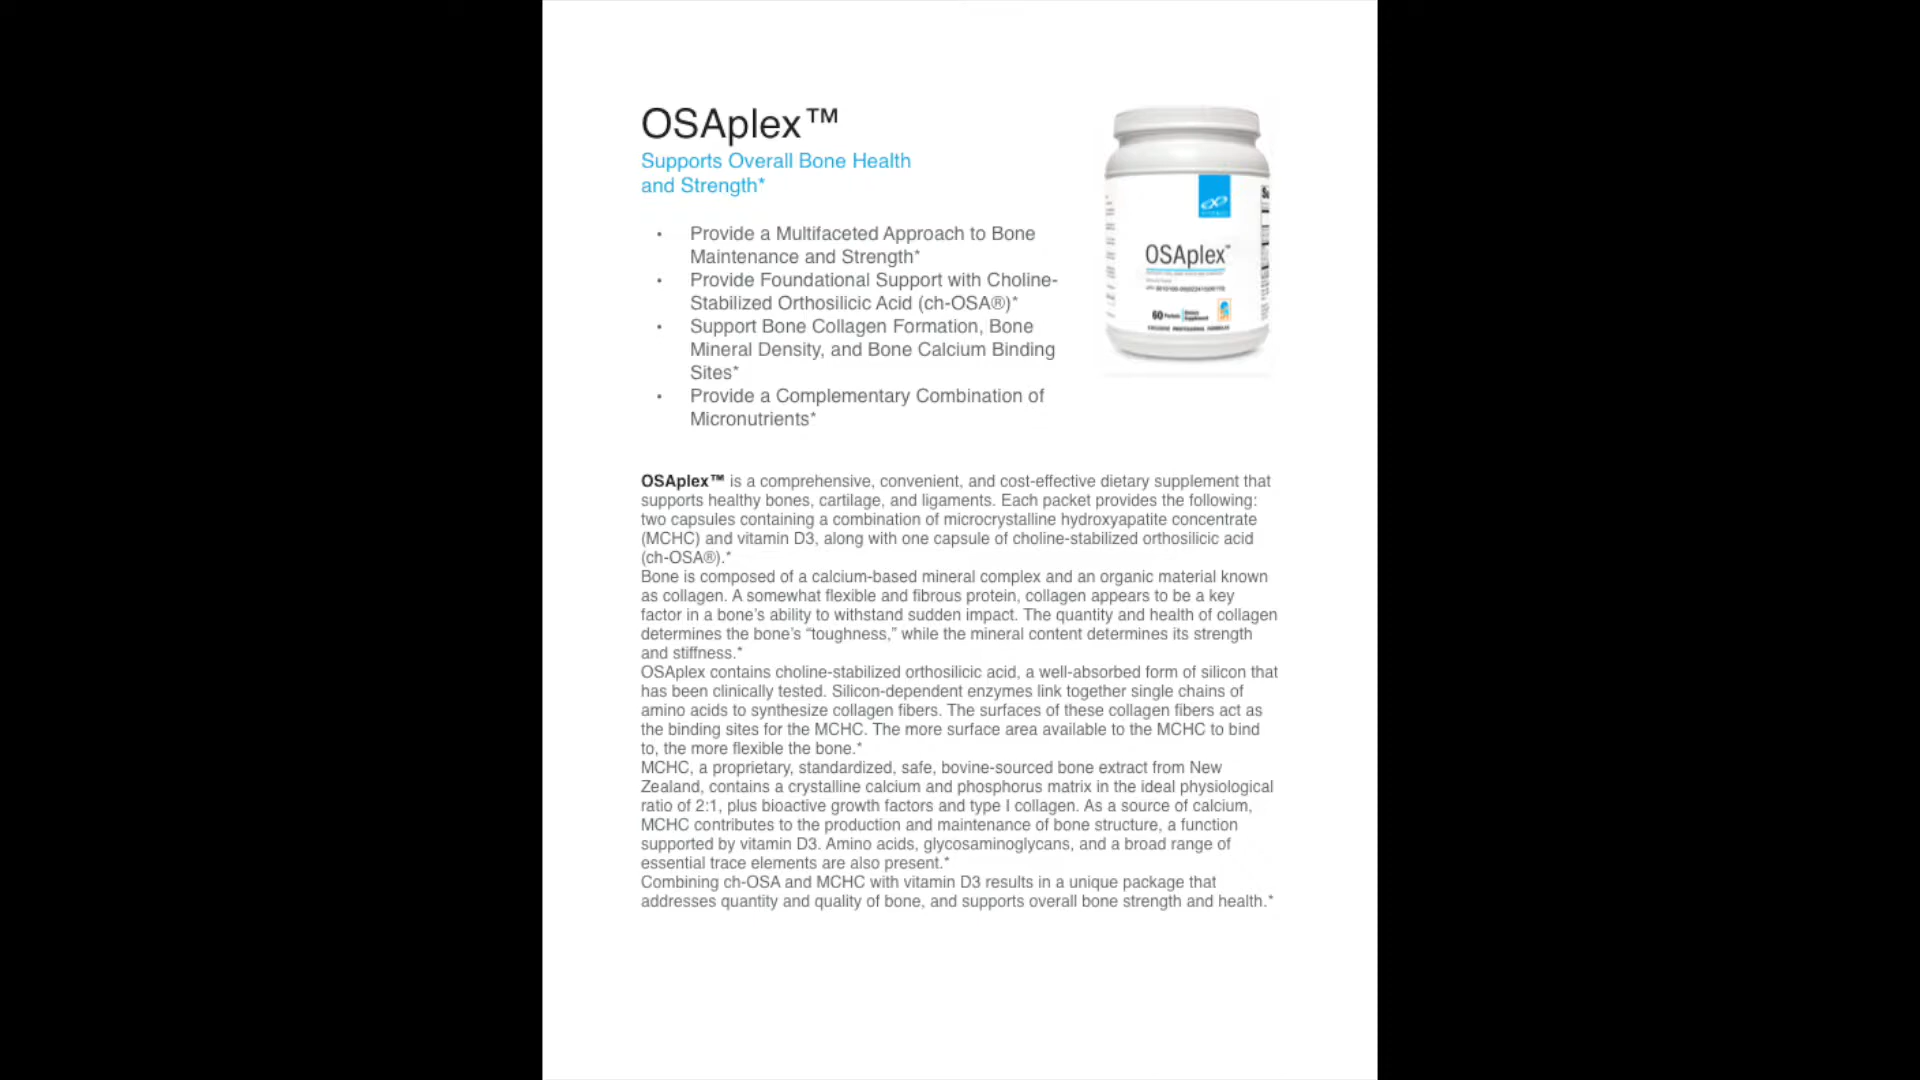 OSAplex™
Supports Overall Bone Health
and Strength*
• Provide a Multifaceted Approach to Bone
Maintenance and Strength*
• Provide Foundational Support with Choline-
Stabilized Orthosilicic Acid (ch-OSA®)*
• Support Bone Collagen Formation, Bone
Mineral Density, and Bone Calcium Binding
Sites*
• Provide a Complementary Combination of
Micronutrients*
OSAplex™
60 Packets Dietary
Supplement
EXCLUSIVE PROFESSIONAL FORMULAS
OSAplex™ is a comprehensive, convenient, and cost-effective dietary supplement that
supports healthy bones, cartilage, and ligaments. Each packet provides the following:
two capsules containing a combination of microcrystalline hydroxyapatite concentrate
(MCHC) and vitamin D3, along with one capsule of choline-stabilized orthosilicic acid
(ch-OSA®).*
Bone is composed of a calcium-based mineral complex and an organic material known
as collagen. A somewhat flexible and fibrous protein, collagen appears to be a key
factor in a bone’s ability to withstand sudden impact. The quantity and health of collagen
determines the bone’s “toughness,” while the mineral content determines its strength
and stiffness.*
OSAplex contains choline-stabilized orthosilicic acid, a well-absorbed form of silicon that
has been clinically tested. Silicon-dependent enzymes link together single chains of
amino acids to synthesize collagen fibers. The surfaces of these collagen fibers act as
the binding sites for the MCHC. The more surface area available to the MCHC to bind
to, the more flexible the bone.*
MCHC, a proprietary, standardized, safe, bovine-sourced bone extract from New
Zealand, contains a crystalline calcium and phosphorus matrix in the ideal physiological
ratio of 2:1, plus bioactive growth factors and type I collagen. As a source of calcium,
MCHC contributes to the production and maintenance of bone structure, a function
supported by vitamin D3. Amino acids, glycosaminoglycans, and a broad range of
essential trace elements are also present.*
Combining ch-OSA and MCHC with vitamin D3 results in a unique package that
addresses quantity and quality of bone, and supports overall bone strength and health.*